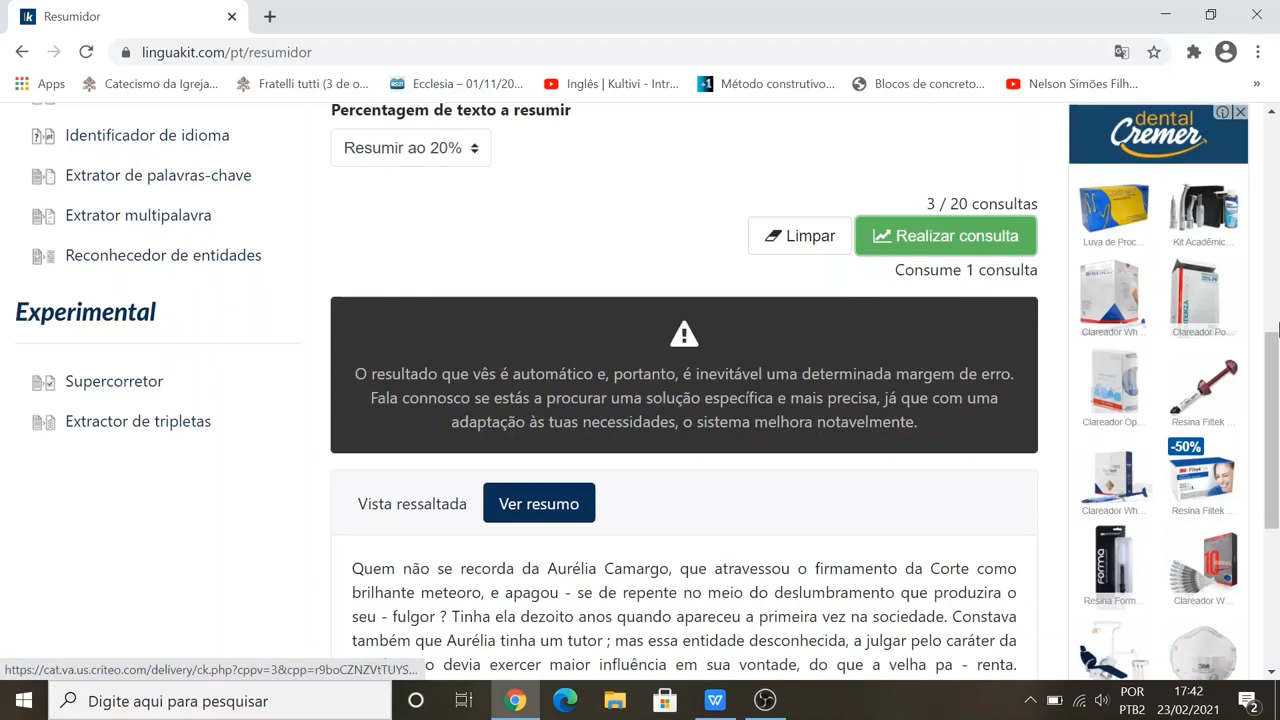 Resumidor
linguakit.com/pt/resumidor
Apps
Catecismo da Igreja...
Fratelli tutti (3 de o...
Ecclesia – 01/11/20...
Inglês | Kultivi - Intr...
Método construtivo...
Blocos de concreto...
Nelson Simões Filh...
»
Identificador de idioma
Extrator de palavras-chave
Extrator multipalavra
Reconhecedor de entidades
Experimental
Supercorretor
Extractor de tripletas
Percentagem de texto a resumir
Resumir ao 20%
3 / 20 consultas
Limpar
Realizar consulta
Consume 1 consulta
O resultado que vês é automático e, portanto, é inevitável uma determinada margem de erro.
Fala connosco se estás a procurar uma solução específica e mais precisa, já que com uma
adaptação às tuas necessidades, o sistema melhora notavelmente.
Vista ressaltada
Ver resumo
Quem não se recorda da Aurélia Camargo, que atravessou o firmamento da Corte como
brilhante meteoro, e apagou - se de repente no meio do deslumbramento que produzira o
seu - fulgor ? Tinha ela dezoito anos quando apareceu a primeira vez na sociedade. Constava
também que Aurélia tinha um tutor ; mas essa entidade desconhecida, a julgar pelo caráter da
o devia exercer maior influência em sua vontade, do que a velha pa - renta.
dental
Cremer
Luva de Proc...
Kit Acadêmic...
Clareador Wh...
Clareador Po...
Clareador Op...
Resina Filtek ...
-50%
Clareador Wh...
Resina Filtek ...
forma
Resina Form...
Clareador W...
3M
https://cat.va.us.criteo.com/delivery/ck.php?cppv=3&cpp=r9boCZNZVtTUYS...
Digite aqui para pesquisar
POR
PTB2
17:42
23/02/2021
2